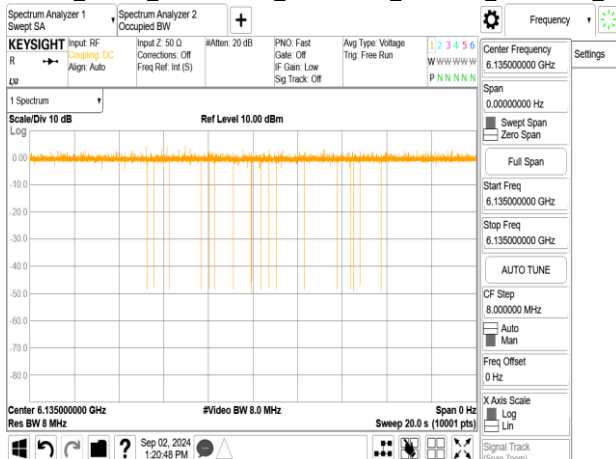 Spectrum Analyzer 1
Swept SA
Spectrum Analyzer 2
Occupied BW
+
Frequency
Settings
KEYSIGHT
R
LXI
Input: RF
Coupling: DC
Align: Auto
Input Z: 50 Ω
Corrections: Off
Freq Ref: Int (S)
#Atten: 20 dB
PNO: Fast
Gate: Off
IF Gain: Low
Sig Track: Off
Avg Type: Voltage
Trig: Free Run
1 2 3 4 5 6
W W W W W W
P N N N N N
1 Spectrum
Scale/Div 10 dB
Ref Level 10.00 dBm
Log
0.00
-10.0
-20.0
-30.0
-40.0
-50.0
-60.0
-70.0
-80.0
Center 6.135000000 GHz
#Video BW 8.0 MHz
Span 0 Hz
Res BW 8 MHz
Sweep 20.0 s (10001 pts)
Center Frequency
6.135000000 GHz
Span
0.00000000 Hz
Swept Span
Zero Span
Full Span
Start Freq
6.135000000 GHz
Stop Freq
6.135000000 GHz
AUTO TUNE
CF Step
8.000000 MHz
Auto
Man
Freq Offset
0 Hz
X Axis Scale
Log
Lin
Signal Track
(Span Zoom)
?
Sep 02, 2024
1:20:48 PM